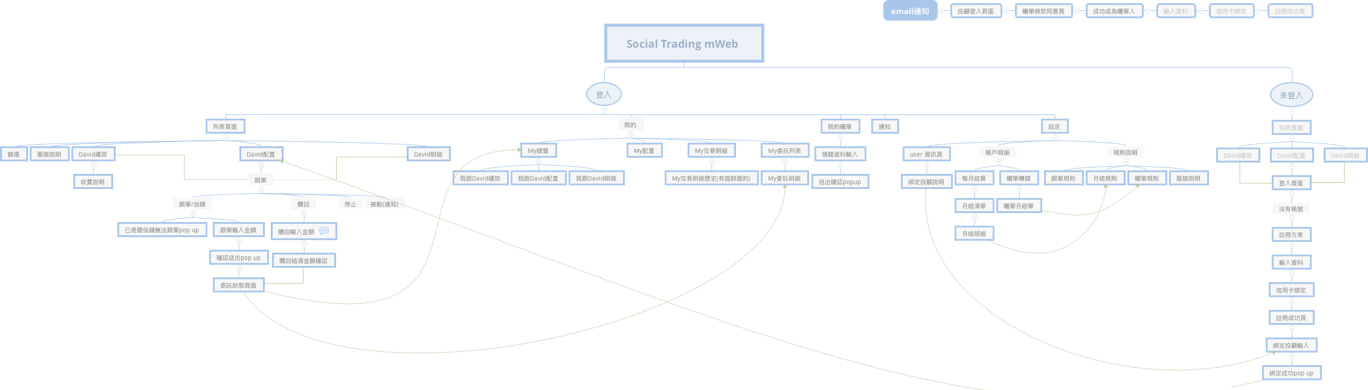 email通知
投顧登入頁面
曬單條款同意頁
成功成為曬單人
輸入資料
信用卡綁定
註冊成功頁
Social Trading mWeb
登入
未登入
列表頁面
我的
我的曬單
通知
設定
列表頁面
篩選
風險說明
David績效
David配置
David明細
My總覽
My配置
My交易明細
My委託列表
領錢資料輸入
user 資訊頁
帳戶明細
規則說明
David績效
David配置
David明細
收費說明
跟單
我跟David績效
我跟David配置
我跟David明細
My交易明細歷史(有圓餅圖的)
My委託明細
送出確認popup
綁定投顧說明
每月結算
曬單賺錢
跟單規則
月結規則
曬單規則
風險說明
登入頁面
跟單/加碼
贖回
停止
被動(通知)
月結清單
曬單月結單
沒有帳號
已是關係鏈無法跟單pop up
跟單輸入金額
贖回輸入金額
月結明細
註冊方案
確認送出pop up
贖回結清金額確認
輸入資料
委託狀態頁面
信用卡綁定
註冊成功頁
綁定投顧輸入
綁定成功pop up